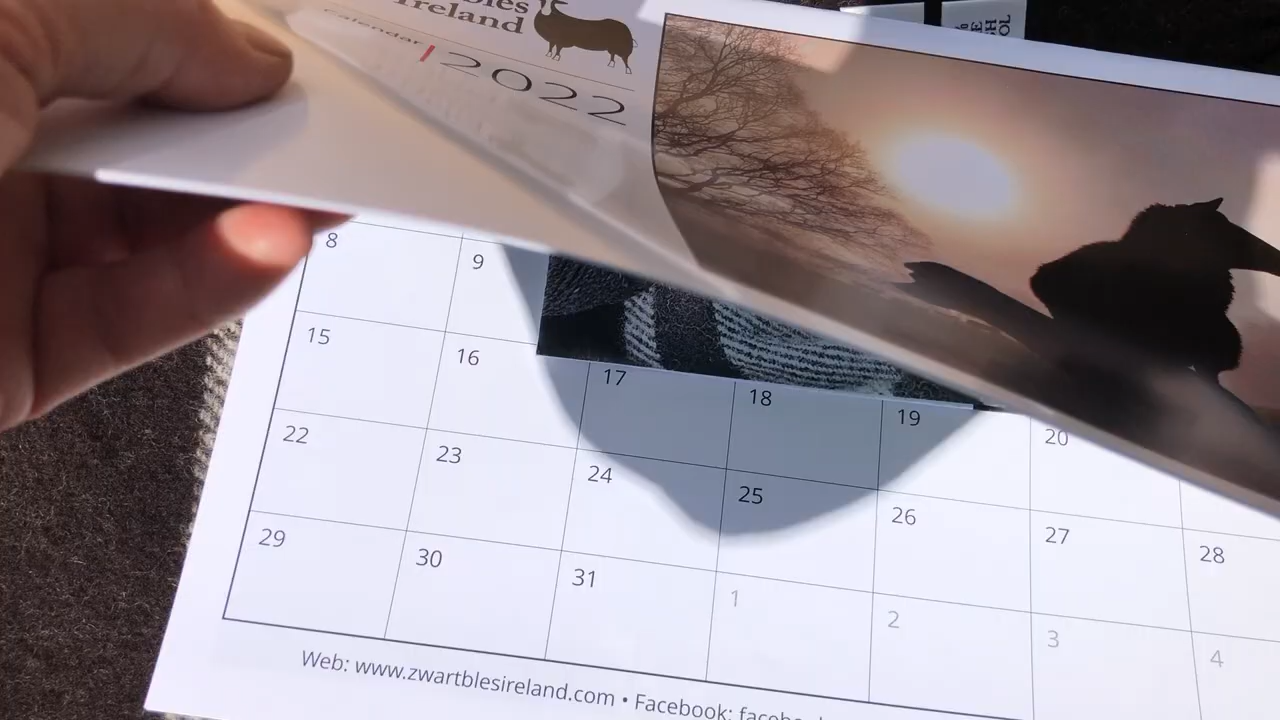 Ireland
Calendar 2022
8 9
15 16 17 18 19 20
22 23 24 25 26 27 28
29 30 31 1 2 3 4
Web: www.zwartblesireland.com • Facebook: